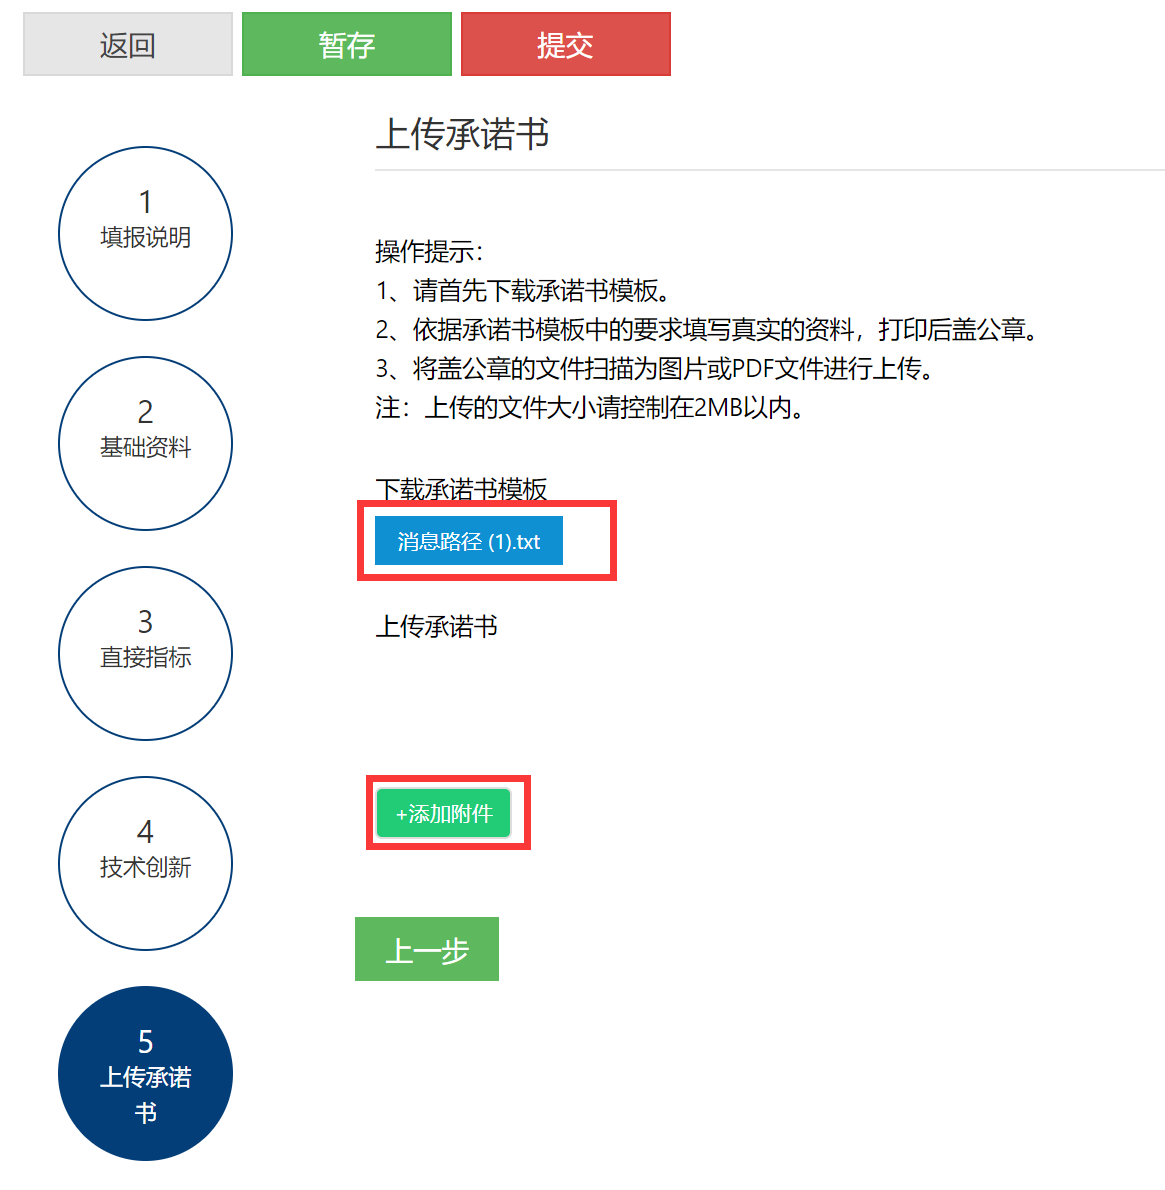 返回
暂存
提交
上传承诺书
1
填报说明
2
基础资料
3
直接指标
4
技术创新
5
上传承诺
书
操作提示：
1、请首先下载承诺书模板。
2、依据承诺书模板中的要求填写真实的资料，打印后盖公章。
3、将盖公章的文件扫描为图片或PDF文件进行上传。
注：上传的文件大小请控制在2MB以内。
下载承诺书模板
消息路径 (1).txt
上传承诺书
+添加附件
上一步